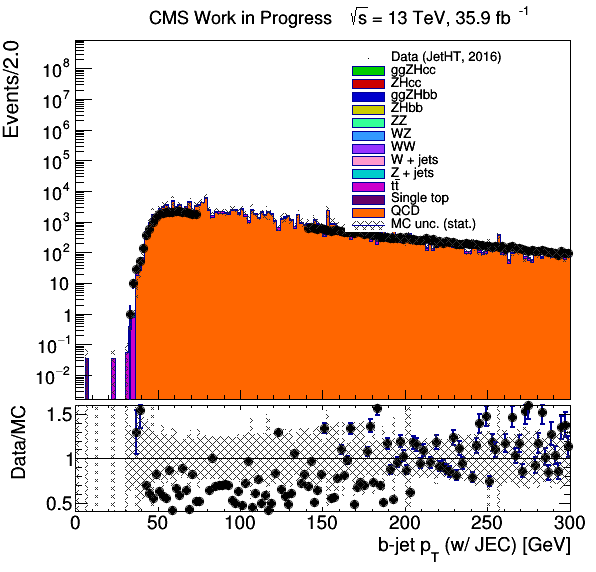 CMS Work in Progress √s = 13 TeV, 35.9 fb⁻¹
Events/2.0
Data (JetHT, 2016)
ggZHcc
ZHcc
ggZHbb
ZHbb
ZZ
WZ
WW
W + jets
Z + jets
tt̄
Single top
QCD
MC unc. (stat.)
10⁸
10⁷
10⁶
10⁵
10⁴
10³
10²
10
1
10⁻¹
10⁻²
Data/MC
1.5
1
0.5
0 50 100 150 200 250 300
b-jet p_T (w/ JEC) [GeV]